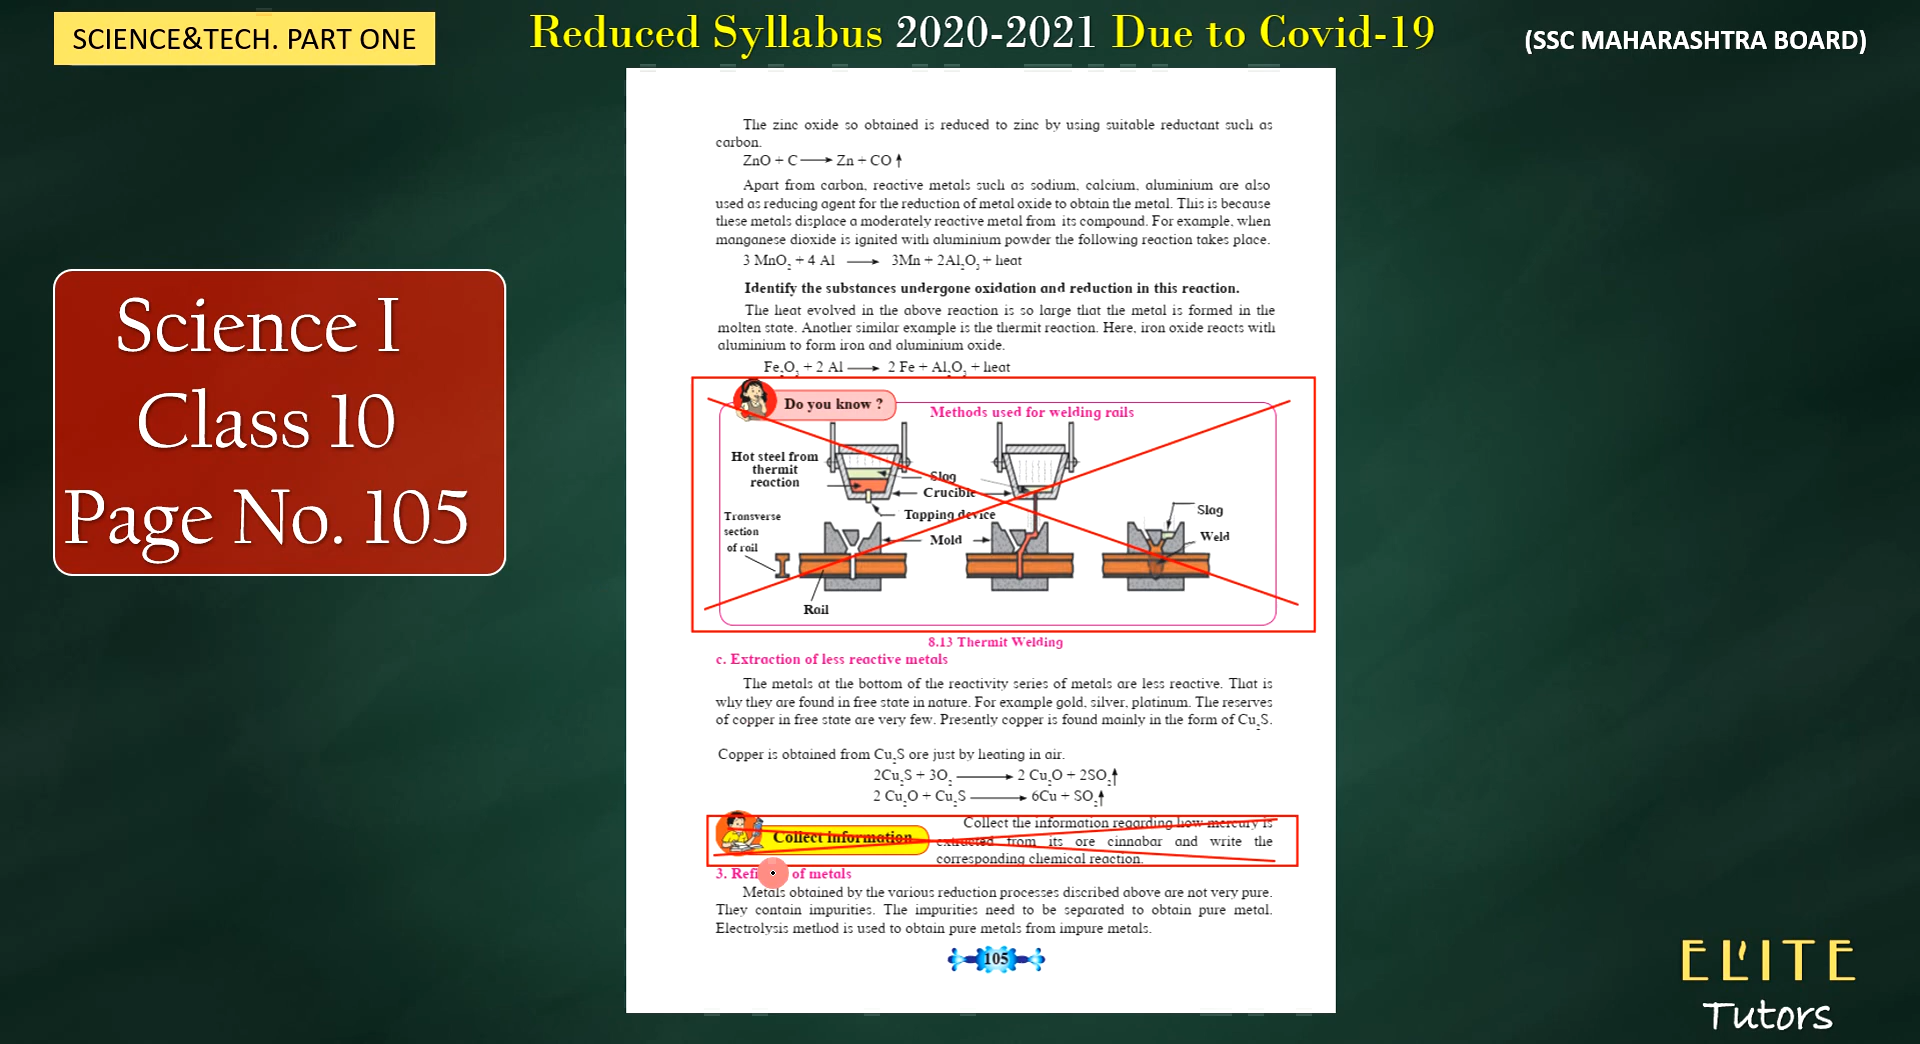 SCIENCE&TECH. PART ONE
Reduced Syllabus 2020-2021 Due to Covid-19
(SSC MAHARASHTRA BOARD)
Science I
Class 10
Page No. 105
The zinc oxide so obtained is reduced to zinc by using suitable reductant such as
carbon.
ZnO + C ⟶ Zn + CO ↑
Apart from carbon, reactive metals such as sodium, calcium, aluminium are also
used as reducing agent for the reduction of metal oxide to obtain the metal. This is because
these metals displace a moderately reactive metal from its compound. For example, when
manganese dioxide is ignited with aluminium powder the following reaction takes place.
3 MnO₂ + 4 Al ⟶ 3Mn + 2Al₂O₃ + heat
Identify the substances undergone oxidation and reduction in this reaction.
The heat evolved in the above reaction is so large that the metal is formed in the
molten state. Another similar example is the thermit reaction. Here, iron oxide reacts with
aluminium to form iron and aluminium oxide.
Fe₂O₃ + 2 Al ⟶ 2 Fe + Al₂O₃ + heat
Do you know ?
Methods used for welding rails
Hot steel from
thermit
reaction
Slag
Crucible
Tapping device
Transverse
section
of rail
Mold
Rail
Slag
Weld
8.13 Thermit Welding
c. Extraction of less reactive metals
The metals at the bottom of the reactivity series of metals are less reactive. That is
why they are found in free state in nature. For example gold, silver, platinum. The reserves
of copper in free state are very few. Presently copper is found mainly in the form of Cu₂S.
Copper is obtained from Cu₂S ore just by heating in air.
2Cu₂S + 3O₂ ⟶ 2 Cu₂O + 2SO₂↑
2 Cu₂O + Cu₂S ⟶ 6Cu + SO₂↑
Collect information
Collect the information regarding how mercury is
extracted from its ore cinnabar and write the
corresponding chemical reaction.
3. Refi of metals
Metals obtained by the various reduction processes discribed above are not very pure.
They contain impurities. The impurities need to be separated to obtain pure metal.
Electrolysis method is used to obtain pure metals from impure metals.
105
ELITE
Tutors